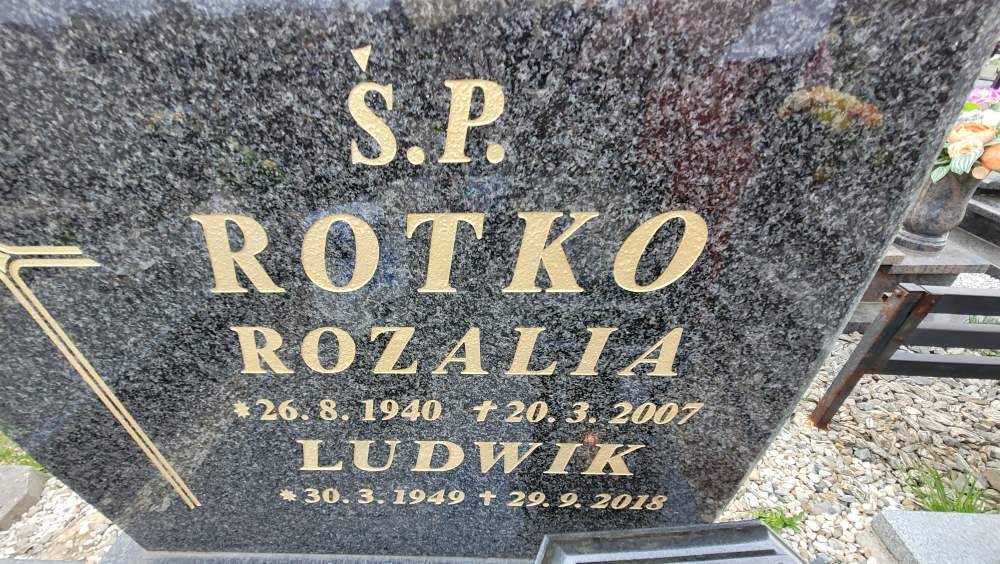 Ś.P.
ROTKO
ROZALIA
*26. 8. 1940 †20. 3. 2007
LUDWIK
*30. 3. 1949 †29. 9. 2018